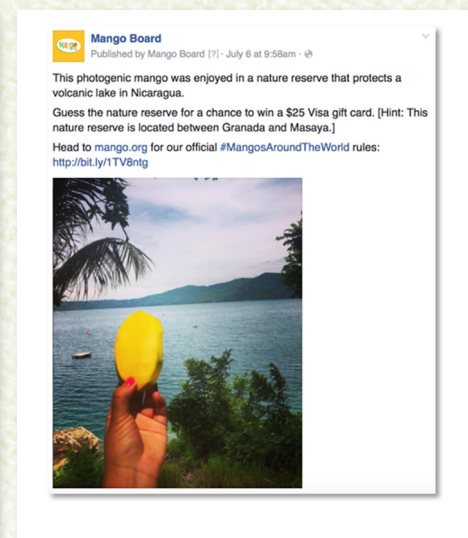 Mango Board
Published by Mango Board [?] · July 6 at 9:58am ·
This photogenic mango was enjoyed in a nature reserve that protects a
volcanic lake in Nicaragua.
Guess the nature reserve for a chance to win a $25 Visa gift card. [Hint: This
nature reserve is located between Granada and Masaya.]
Head to mango.org for our official #MangosAroundTheWorld rules:
http://bit.ly/1TV8ntg